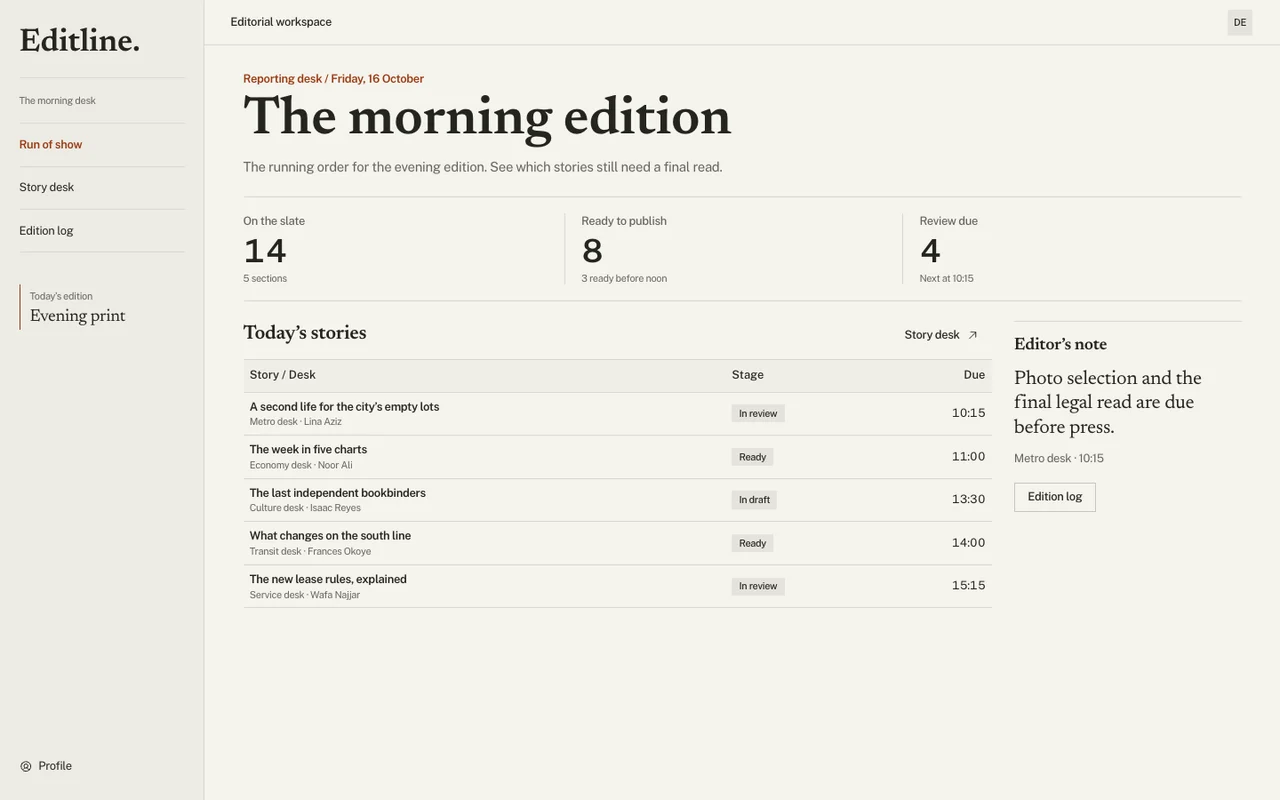 Editline.
The morning desk
Run of show
Story desk
Edition log
Today’s edition
Evening print
Profile
Editorial workspace
DE
Reporting desk / Friday, 16 October
The morning edition
The running order for the evening edition. See which stories still need a final read.
On the slate
14
5 sections
Ready to publish
8
3 ready before noon
Review due
4
Next at 10:15
Today’s stories
Story desk
Story / Desk Stage Due
A second life for the city’s empty lots
Metro desk · Lina Aziz
In review
10:15
The week in five charts
Economy desk · Noor Ali
Ready
11:00
The last independent bookbinders
Culture desk · Isaac Reyes
In draft
13:30
What changes on the south line
Transit desk · Frances Okoye
Ready
14:00
The new lease rules, explained
Service desk · Wafa Najjar
In review
15:15
Editor’s note
Photo selection and the
final legal read are due
before press.
Metro desk · 10:15
Edition log